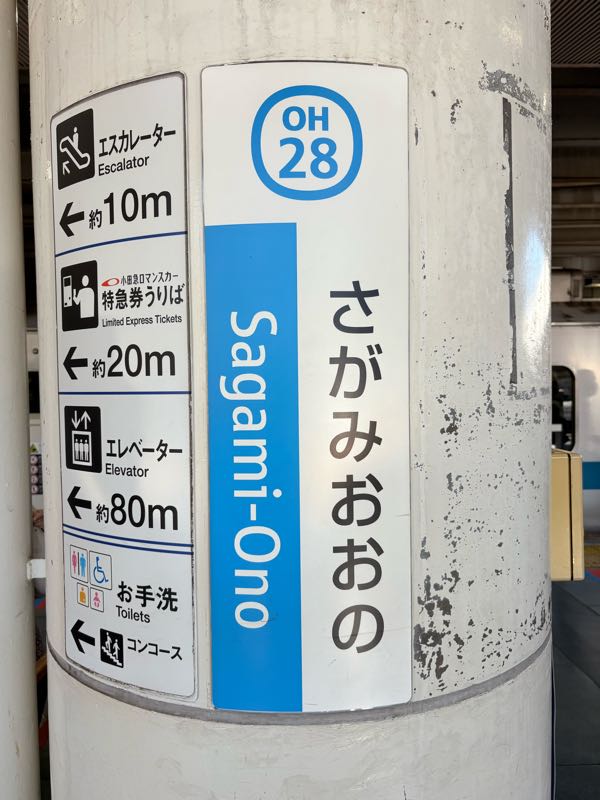 エスカレーター
Escalator
←約10m
小田急ロマンスカー
特急券うりば
Limited Express Tickets
←約20m
エレベーター
Elevator
←約80m
お手洗
Toilets
←コンコース
OH
28
さがみおおの
Sagami-Ono